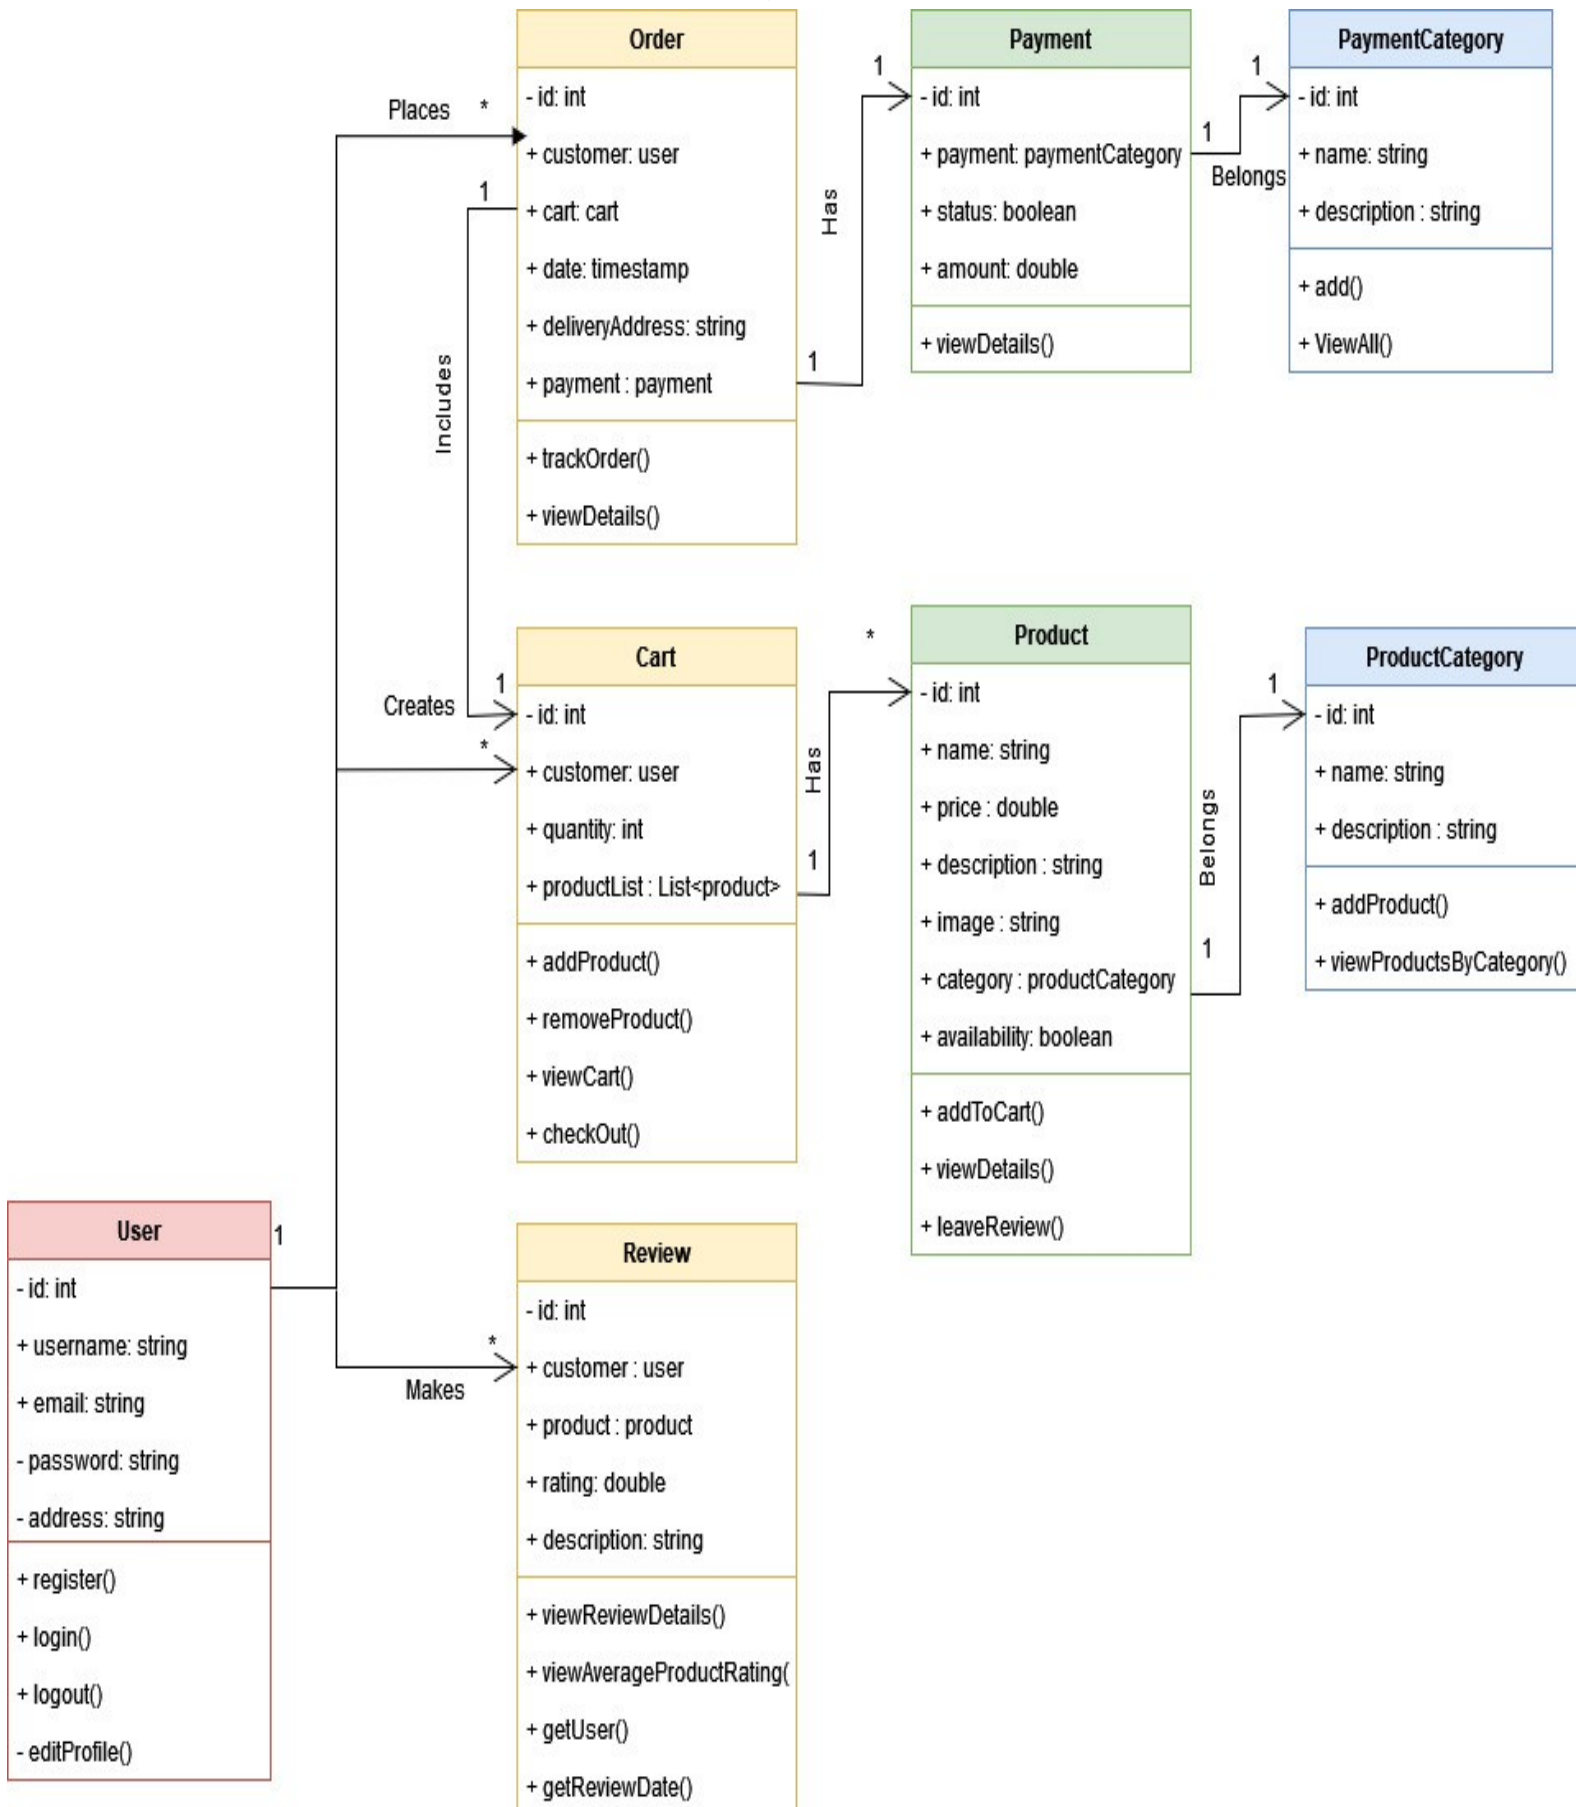 Order
- id: int
+ customer: user
+ cart: cart
+ date: timestamp
+ deliveryAddress: string
+ payment : payment
+ trackOrder()
+ viewDetails()
Payment
- id: int
+ payment: paymentCategory
+ status: boolean
+ amount: double
+ viewDetails()
PaymentCategory
- id: int
+ name: string
+ description : string
+ add()
+ ViewAll()
Places
*
1
Includes
1
Has
1
1
Belongs
1
Cart
- id: int
+ customer: user
+ quantity: int
+ productList : List<product>
+ addProduct()
+ removeProduct()
+ viewCart()
+ checkOut()
Creates
1
*
Has
1
*
Product
- id: int
+ name: string
+ price : double
+ description : string
+ image : string
+ category : productCategory
+ availability: boolean
+ addToCart()
+ viewDetails()
+ leaveReview()
Belongs
1
1
ProductCategory
- id: int
+ name: string
+ description : string
+ addProduct()
+ viewProductsByCategory()
User
- id: int
+ username: string
+ email: string
- password: string
- address: string
+ register()
+ login()
+ logout()
- editProfile()
1
*
Makes
Review
- id: int
+ customer : user
+ product : product
+ rating: double
+ description: string
+ viewReviewDetails()
+ viewAverageProductRating(
+ getUser()
+ getReviewDate()